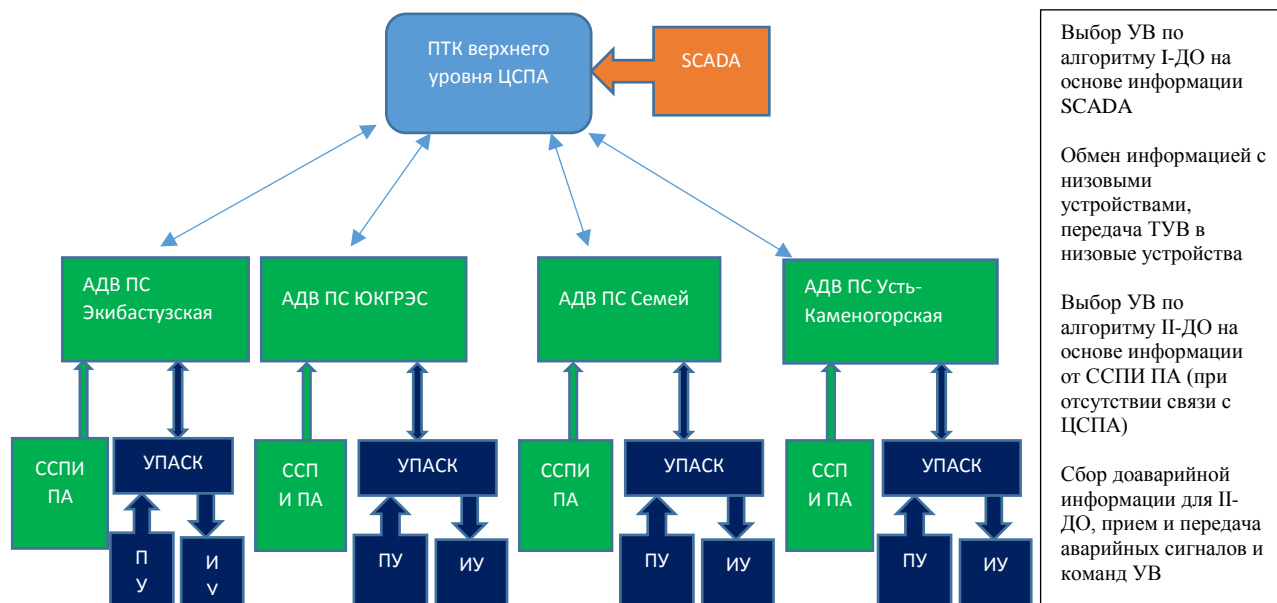 ПТК верхнего
уровня ЦСПА
SCADA
АДВ ПС
Экибастузская
АДВ ПС ЮКГРЭС
АДВ ПС Семей
АДВ ПС Усть-
Каменогорская
ССПИ
ПА
УПАСК
П
У
И
У
ССП
И ПА
УПАСК
ПУ
ИУ
ССПИ
ПА
УПАСК
ПУ
ИУ
ССП
И ПА
УПАСК
ПУ
ИУ
Выбор УВ по
алгоритму I-ДО на
основе информации
SCADA
Обмен информацией с
низовыми
устройствами,
передача ТУВ в
низовые устройства
Выбор УВ по
алгоритму II-ДО на
основе информации
от ССПИ ПА (при
отсутствии связи с
ЦСПА)
Сбор доаварийной
информации для II-
ДО, прием и передача
аварийных сигналов и
команд УВ